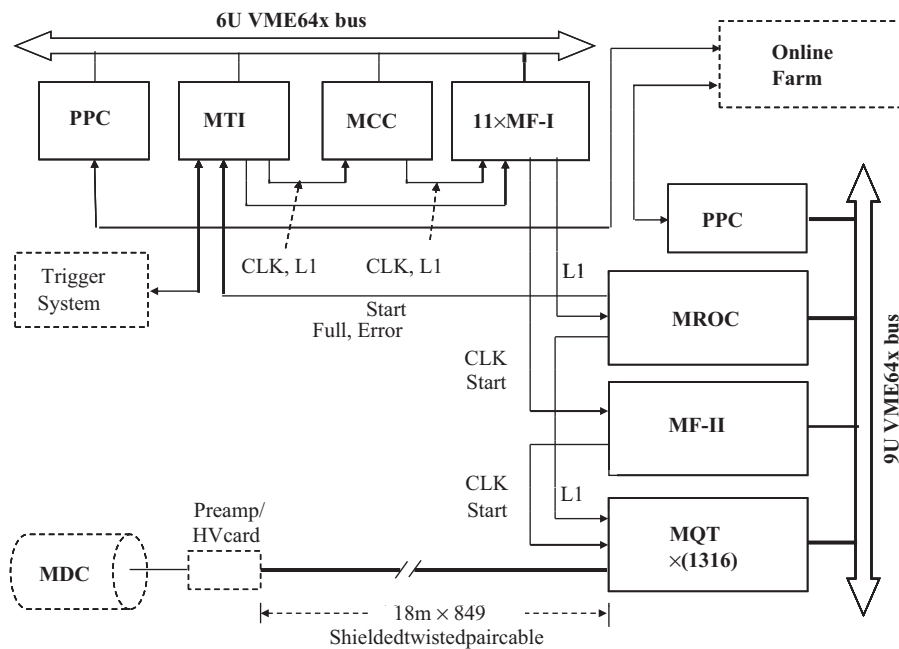 6U VME64x bus
Online
Farm
PPC
MTI
MCC
11×MF-I
PPC
CLK, L1
CLK, L1
Trigger
System
L1
Start
Full, Error
MROC
CLK
Start
MF-II
9U VME64x bus
CLK
Start
L1
Preamp/
HVcard
MDC
MQT
×(1316)
18m × 849
Shieldedtwistedpaircable